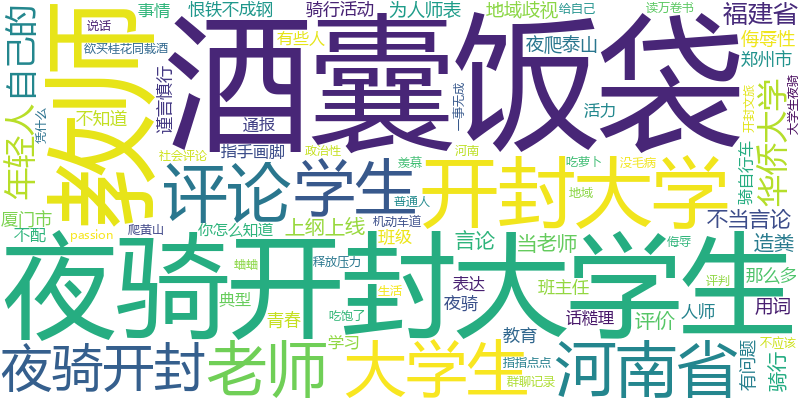 事情
恨铁不成钢
骑行活动
为人师表
地域歧视
给自己
读万卷书
福建省
说话
欲买桂花同载酒
有些人
夜爬泰山
侮辱性
郑州市
自己的
教师
酒囊饭袋
谨言慎行
通报
一事无成
活力
开封文旅
大学生夜骑
年轻人
凭什么
不知道
社会评论
指手画脚
政治性
羡慕
河南
吃萝卜
没毛病
骑自行车
华侨大学
评论
学生
开封大学
普通人
地域
厦门市
不配
爬黄山
你怎么知道
上纲上线
机动车道
不当言论
passion
班级
言论
当老师
侮辱
造粪
夜骑开封大学生
蛐蛐
释放压力
典型
表达
班主任
评判
那么多
生活
夜骑
青春
吃饱了
话糙理
评价
人师
用词
学习
教育
不应该
夜骑开封
老师
大学生
指指点点
群聊记录
河南省
有问题
骑行